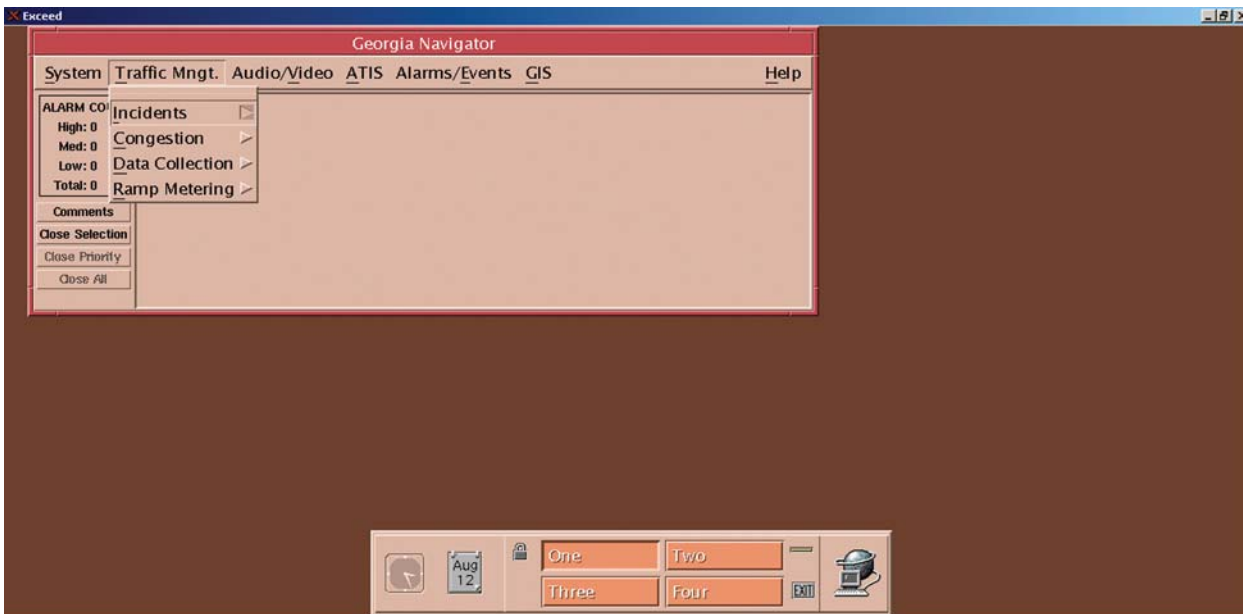 Exceed
Georgia Navigator
System Traffic Mngt. Audio/Video ATIS Alarms/Events GIS Help
ALARM CO
High: 0
Med: 0
Low: 0
Total: 0
Incidents
Congestion
Data Collection
Ramp Metering
Comments
Close Selection
Close Priority
Close All
Aug
12
One
Two
Three
Four
EXIT